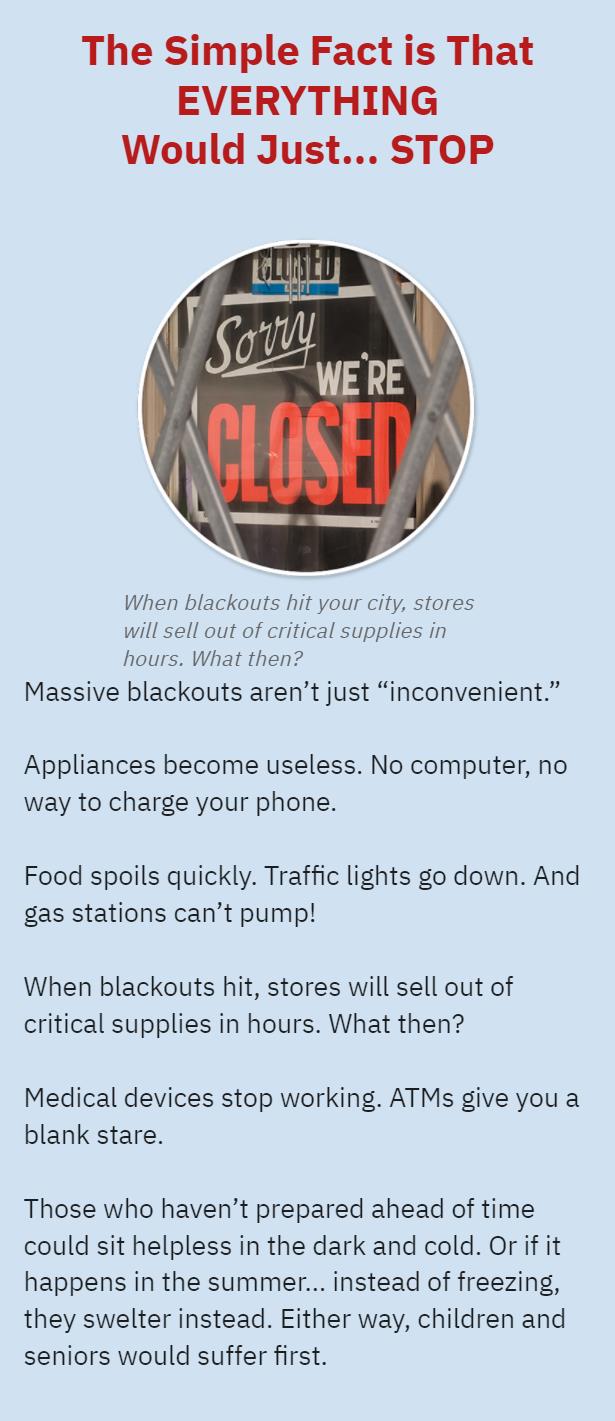 The Simple Fact is That
EVERYTHING
Would Just... STOP
CLOSED
Sorry
WE'RE
CLOSED
When blackouts hit your city, stores
will sell out of critical supplies in
hours. What then?
Massive blackouts aren’t just “inconvenient.”
Appliances become useless. No computer, no
way to charge your phone.
Food spoils quickly. Traffic lights go down. And
gas stations can’t pump!
When blackouts hit, stores will sell out of
critical supplies in hours. What then?
Medical devices stop working. ATMs give you a
blank stare.
Those who haven’t prepared ahead of time
could sit helpless in the dark and cold. Or if it
happens in the summer... instead of freezing,
they swelter instead. Either way, children and
seniors would suffer first.